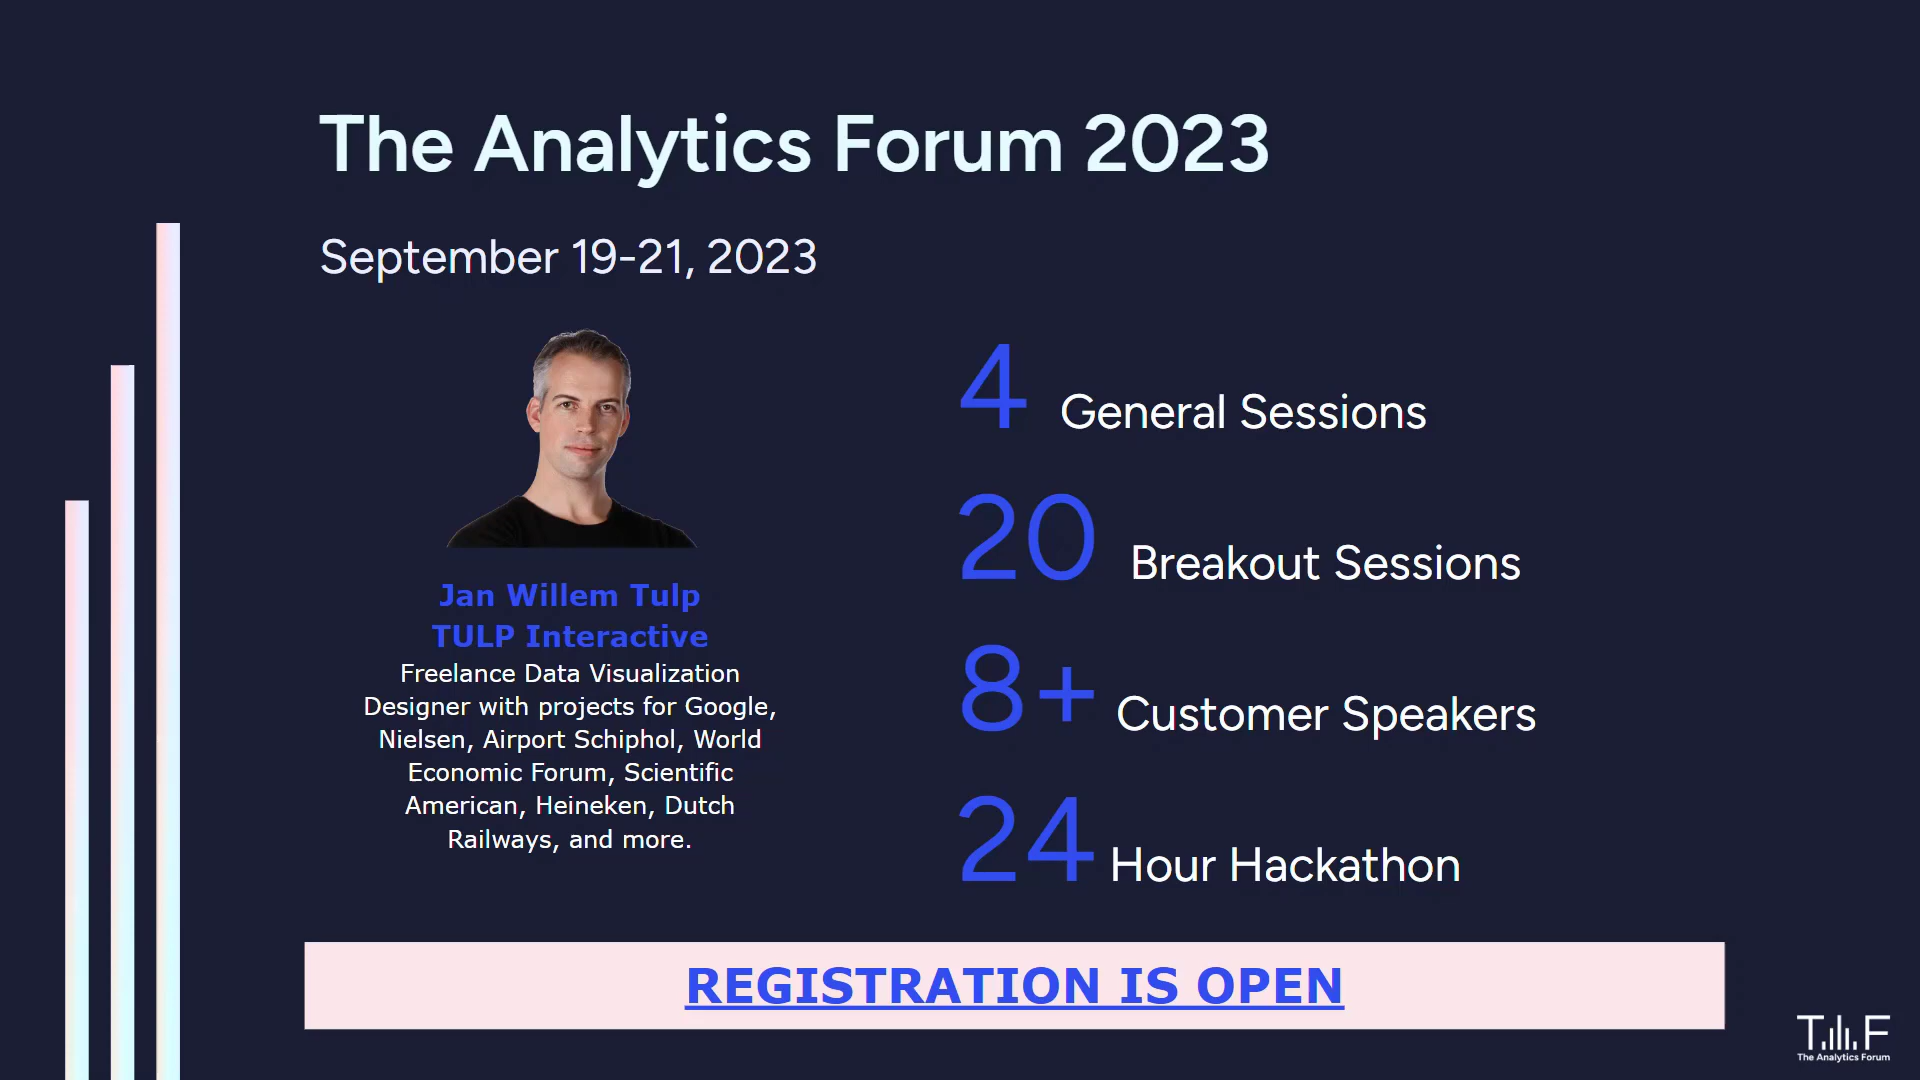 The Analytics Forum 2023
September 19-21, 2023
Jan Willem Tulp
TULP Interactive
Freelance Data Visualization
Designer with projects for Google,
Nielsen, Airport Schiphol, World
Economic Forum, Scientific
American, Heineken, Dutch
Railways, and more.
4 General Sessions
20 Breakout Sessions
8+ Customer Speakers
24 Hour Hackathon
REGISTRATION IS OPEN
T F
The Analytics Forum